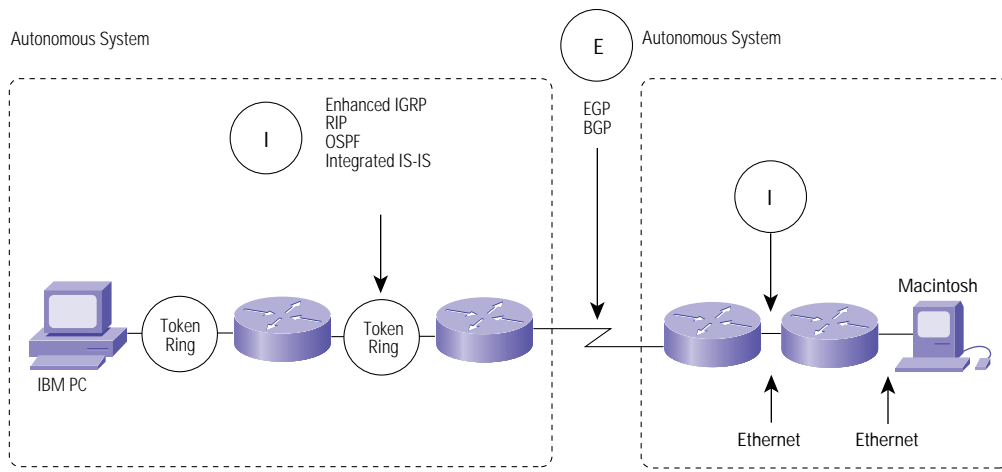 Autonomous System
E
Autonomous System
I
Enhanced IGRP
RIP
OSPF
Integrated IS-IS
EGP
BGP
I
IBM PC
Token
Ring
Token
Ring
Macintosh
Ethernet
Ethernet